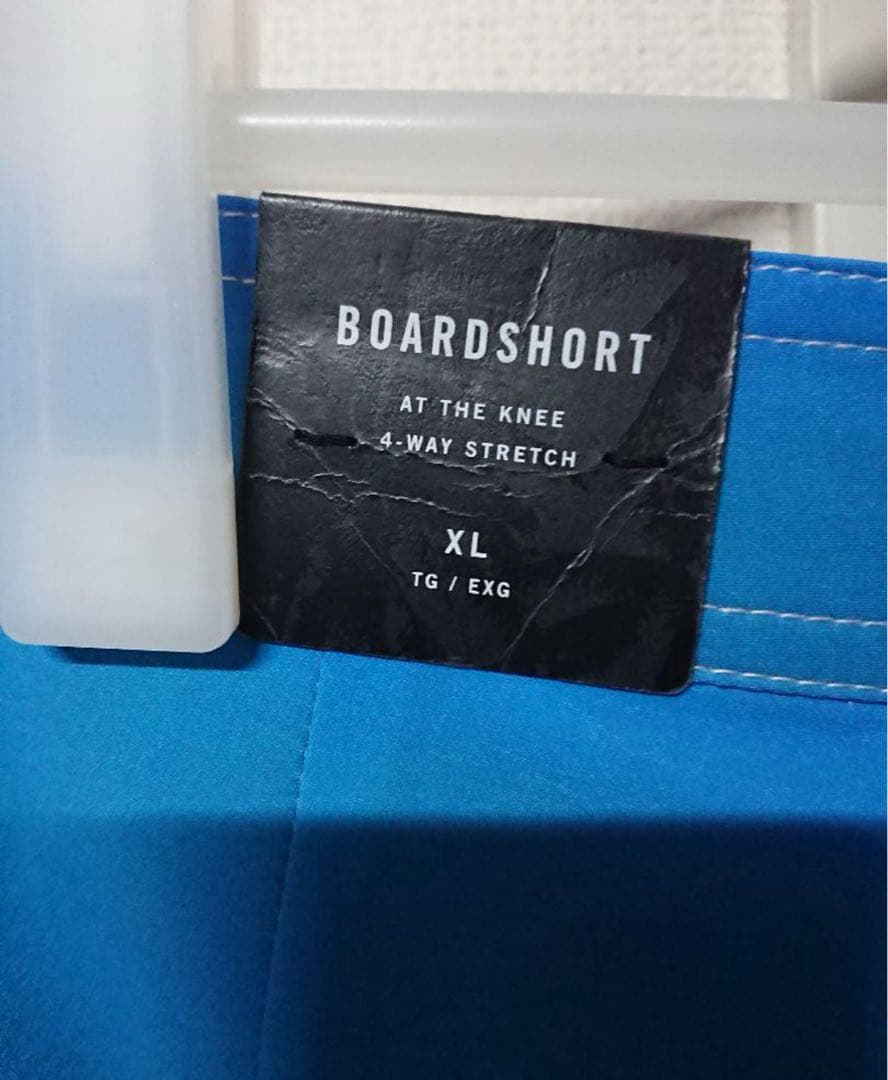 BOARDSHORT
AT THE KNEE
4-WAY STRETCH
XL
TG / EXG